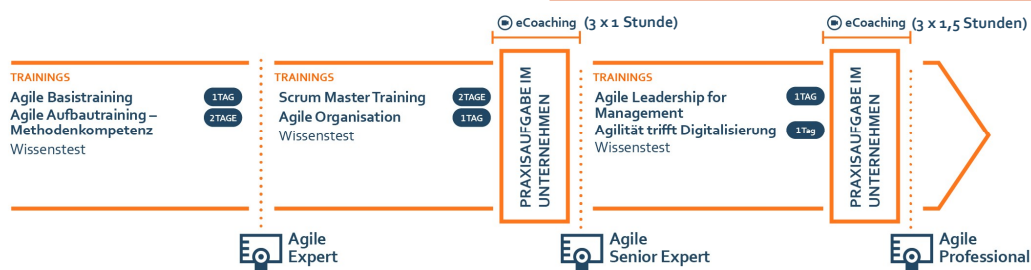 eCoaching (3 x 1 Stunde)
eCoaching (3 x 1,5 Stunden)
TRAININGS
Agile Basistraining 1TAG
Agile Aufbautraining – 2TAGE
Methodenkompetenz
Wissenstest
TRAININGS
Scrum Master Training 2TAGE
Agile Organisation 1TAG
Wissenstest
PRAXISAUFGABE IM
UNTERNEHMEN
TRAININGS
Agile Leadership for 1TAG
Management
Agilität trifft Digitalisierung 1Tag
Wissenstest
PRAXISAUFGABE IM
UNTERNEHMEN
Agile
Expert
Agile
Senior Expert
Agile
Professional